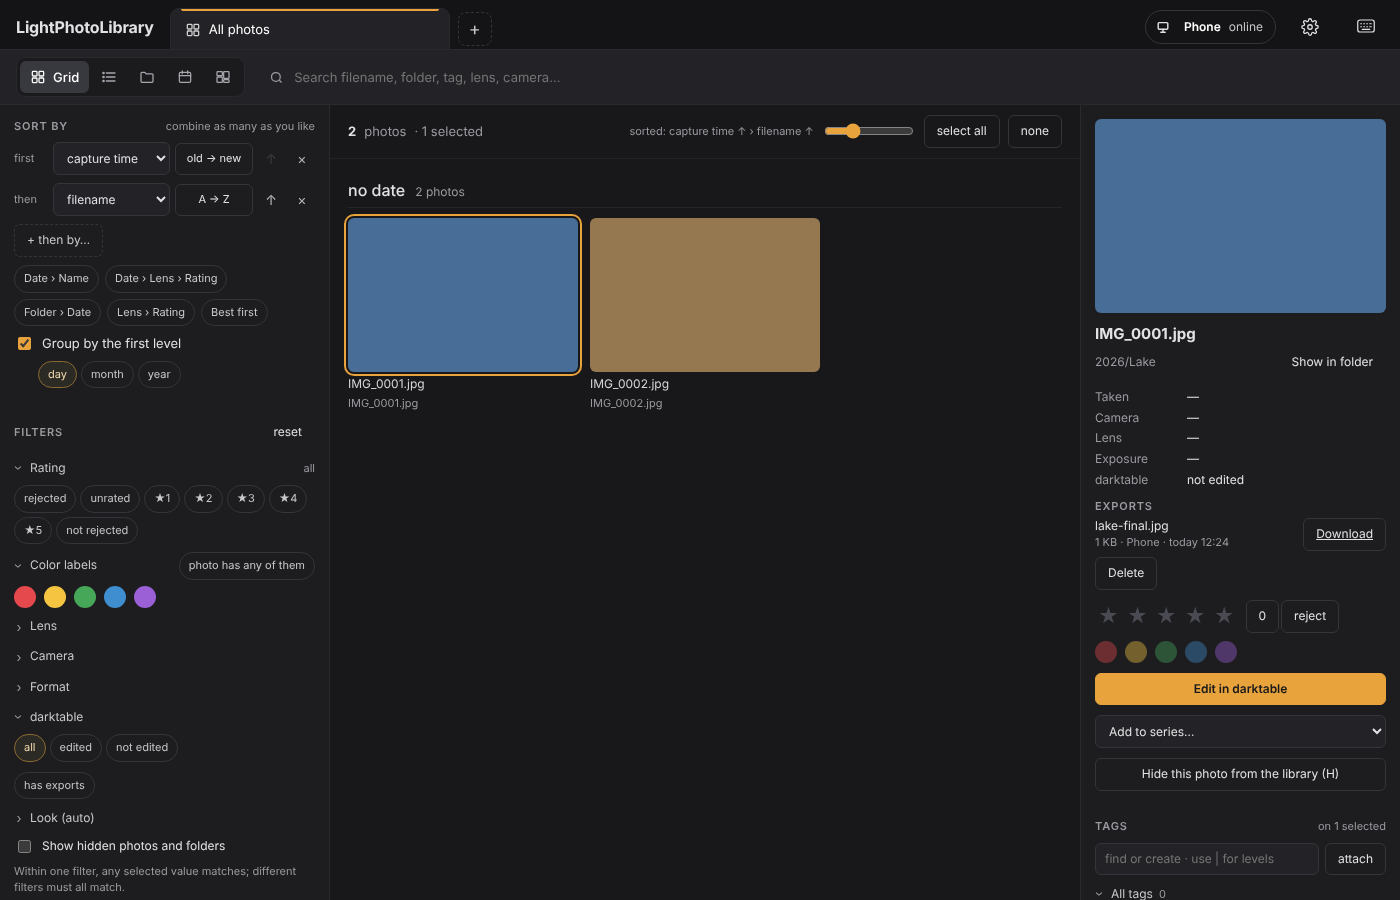 LightPhotoLibrary
All photos
+
Phone online
Grid
Search filename, folder, tag, lens, camera...
SORT BY
combine as many as you like
first
capture time
old → new
↑
×
then
filename
A → Z
↑
×
+ then by...
Date › Name
Date › Lens › Rating
Folder › Date
Lens › Rating
Best first
Group by the first level
day
month
year
FILTERS
reset
Rating
all
rejected
unrated
★1
★2
★3
★4
★5
not rejected
Color labels
photo has any of them
Lens
Camera
Format
darktable
all
edited
not edited
has exports
Look (auto)
Show hidden photos and folders
Within one filter, any selected value matches; different
filters must all match.
2 photos · 1 selected
sorted: capture time ↑ › filename ↑
select all
none
no date 2 photos
IMG_0001.jpg
IMG_0001.jpg
IMG_0002.jpg
IMG_0002.jpg
IMG_0001.jpg
2026/Lake
Show in folder
Taken —
Camera —
Lens —
Exposure —
darktable not edited
EXPORTS
lake-final.jpg
1 KB · Phone · today 12:24
Download
Delete
★ ★ ★ ★ ★
0
reject
Edit in darktable
Add to series...
Hide this photo from the library (H)
TAGS
on 1 selected
find or create · use | for levels
attach
All tags 0